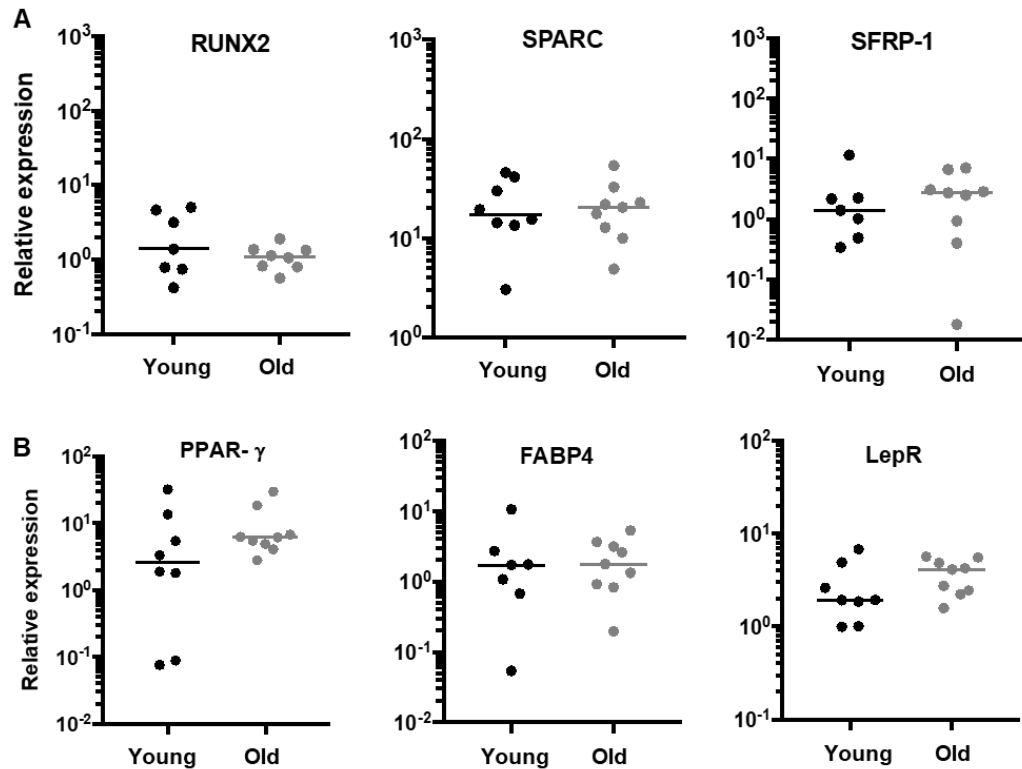 A
RUNX2
SPARC
SFRP-1
Relative expression
10³
10²
10¹
10⁰
10⁻¹
Young
Old
10³
10²
10¹
10⁰
Young
Old
10³
10²
10¹
10⁰
10⁻¹
10⁻²
Young
Old
B
PPAR- γ
FABP4
LepR
Relative expression
10²
10¹
10⁰
10⁻¹
10⁻²
Young
Old
10²
10¹
10⁰
10⁻¹
10⁻²
Young
Old
10²
10¹
10⁰
10⁻¹
Young
Old